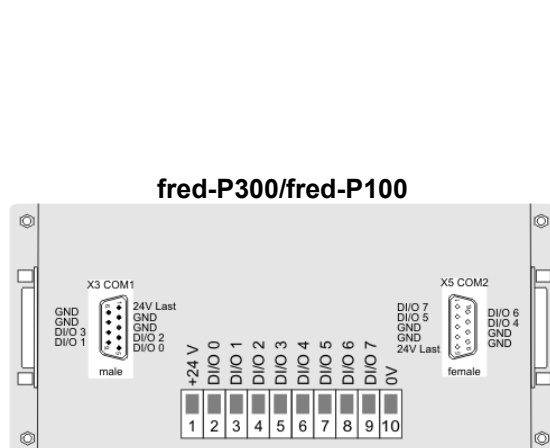 fred-P300/fred-P100
X3 COM1
GND
GND
DI/O 3
DI/O 1
24V Last
GND
GND
DI/O 2
DI/O 0
male
X5 COM2
DI/O 7
DI/O 5
GND
GND
24V Last
DI/O 6
DI/O 4
GND
GND
female
+24 V
DI/O 0
DI/O 1
DI/O 2
DI/O 3
DI/O 4
DI/O 5
DI/O 6
DI/O 7
0V
1 2 3 4 5 6 7 8 9 10